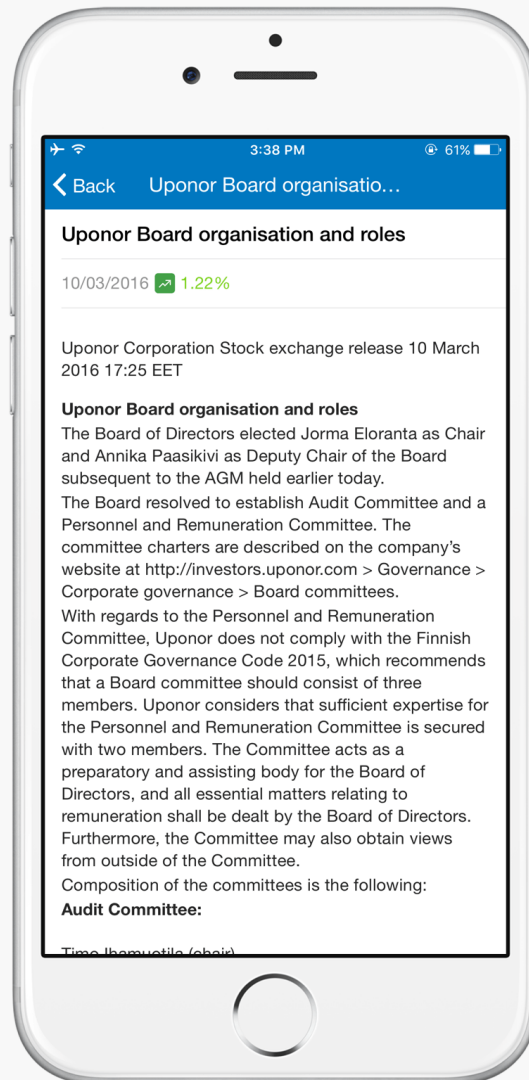 3:38 PM
61%
Back
Uponor Board organisatio...
Uponor Board organisation and roles
10/03/2016 1.22%
Uponor Corporation Stock exchange release 10 March
2016 17:25 EET
Uponor Board organisation and roles
The Board of Directors elected Jorma Eloranta as Chair
and Annika Paasikivi as Deputy Chair of the Board
subsequent to the AGM held earlier today.
The Board resolved to establish Audit Committee and a
Personnel and Remuneration Committee. The
committee charters are described on the company's
website at http://investors.uponor.com > Governance >
Corporate governance > Board committees.
With regards to the Personnel and Remuneration
Committee, Uponor does not comply with the Finnish
Corporate Governance Code 2015, which recommends
that a Board committee should consist of three
members. Uponor considers that sufficient expertise for
the Personnel and Remuneration Committee is secured
with two members. The Committee acts as a
preparatory and assisting body for the Board of
Directors, and all essential matters relating to
remuneration shall be dealt by the Board of Directors.
Furthermore, the Committee may also obtain views
from outside of the Committee.
Composition of the committees is the following:
Audit Committee:
Timo Ihamuotila (chair)